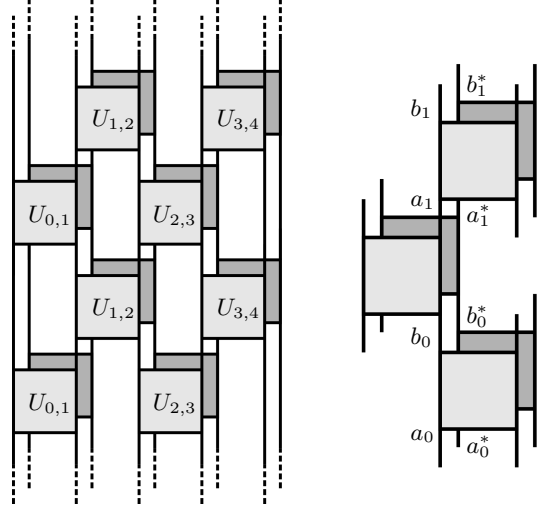 U_{1,2} U_{3,4}
U_{0,1} U_{2,3}
U_{1,2} U_{3,4}
U_{0,1} U_{2,3}
b_1^*
b_1
a_1 a_1^*
b_0^*
b_0
a_0 a_0^*